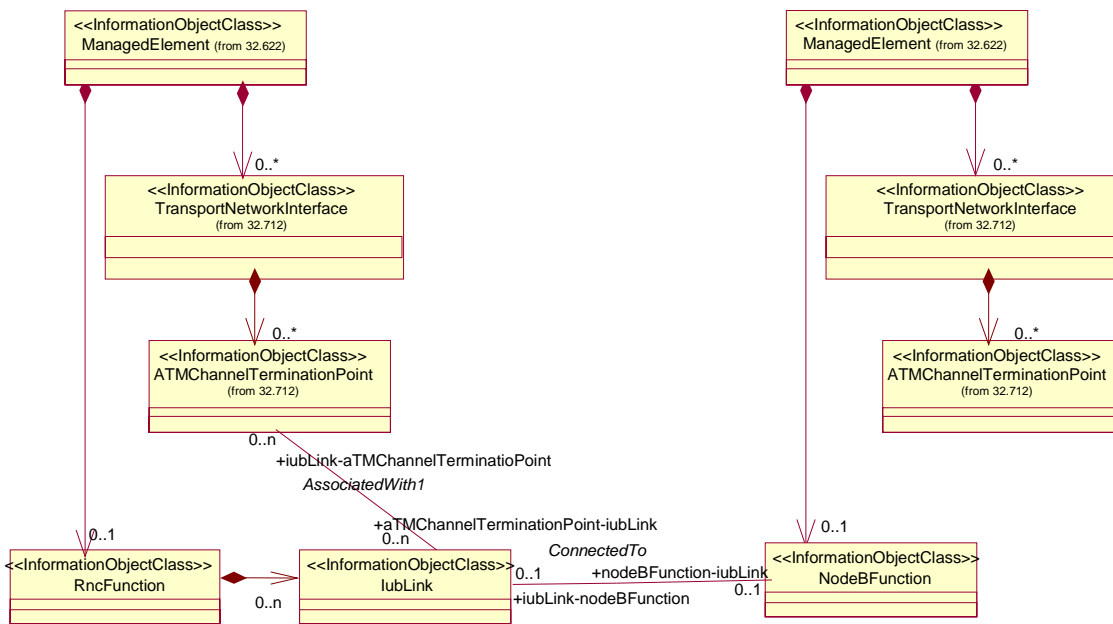 <<InformationObjectClass>>
ManagedElement (from 32.622)
<<InformationObjectClass>>
ManagedElement (from 32.622)
0..*
0..*
<<InformationObjectClass>>
TransportNetworkInterface
(from 32.712)
<<InformationObjectClass>>
TransportNetworkInterface
(from 32.712)
0..*
0..*
<<InformationObjectClass>>
ATMChannelTerminationPoint
(from 32.712)
<<InformationObjectClass>>
ATMChannelTerminationPoint
(from 32.712)
0..n
+iubLink-aTMChannelTerminatioPoint
AssociatedWith1
+aTMChannelTerminationPoint-iubLink
0..n
0..1
0..1
ConnectedTo
<<InformationObjectClass>>
RncFunction
0..n
<<InformationObjectClass>>
IubLink
0..1
+nodeBFunction-iubLink
+iubLink-nodeBFunction
0..1
<<InformationObjectClass>>
NodeBFunction